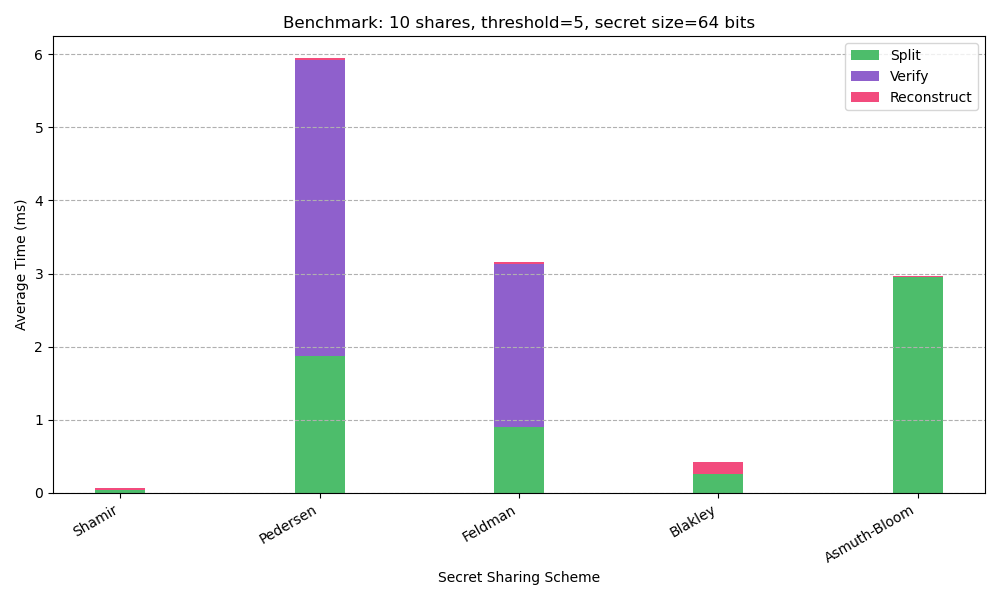 Benchmark: 10 shares, threshold=5, secret size=64 bits
Split
Verify
Reconstruct
6
5
4
3
2
1
0
Average Time (ms)
Shamir
Pedersen
Feldman
Blakley
Asmuth-Bloom
Secret Sharing Scheme